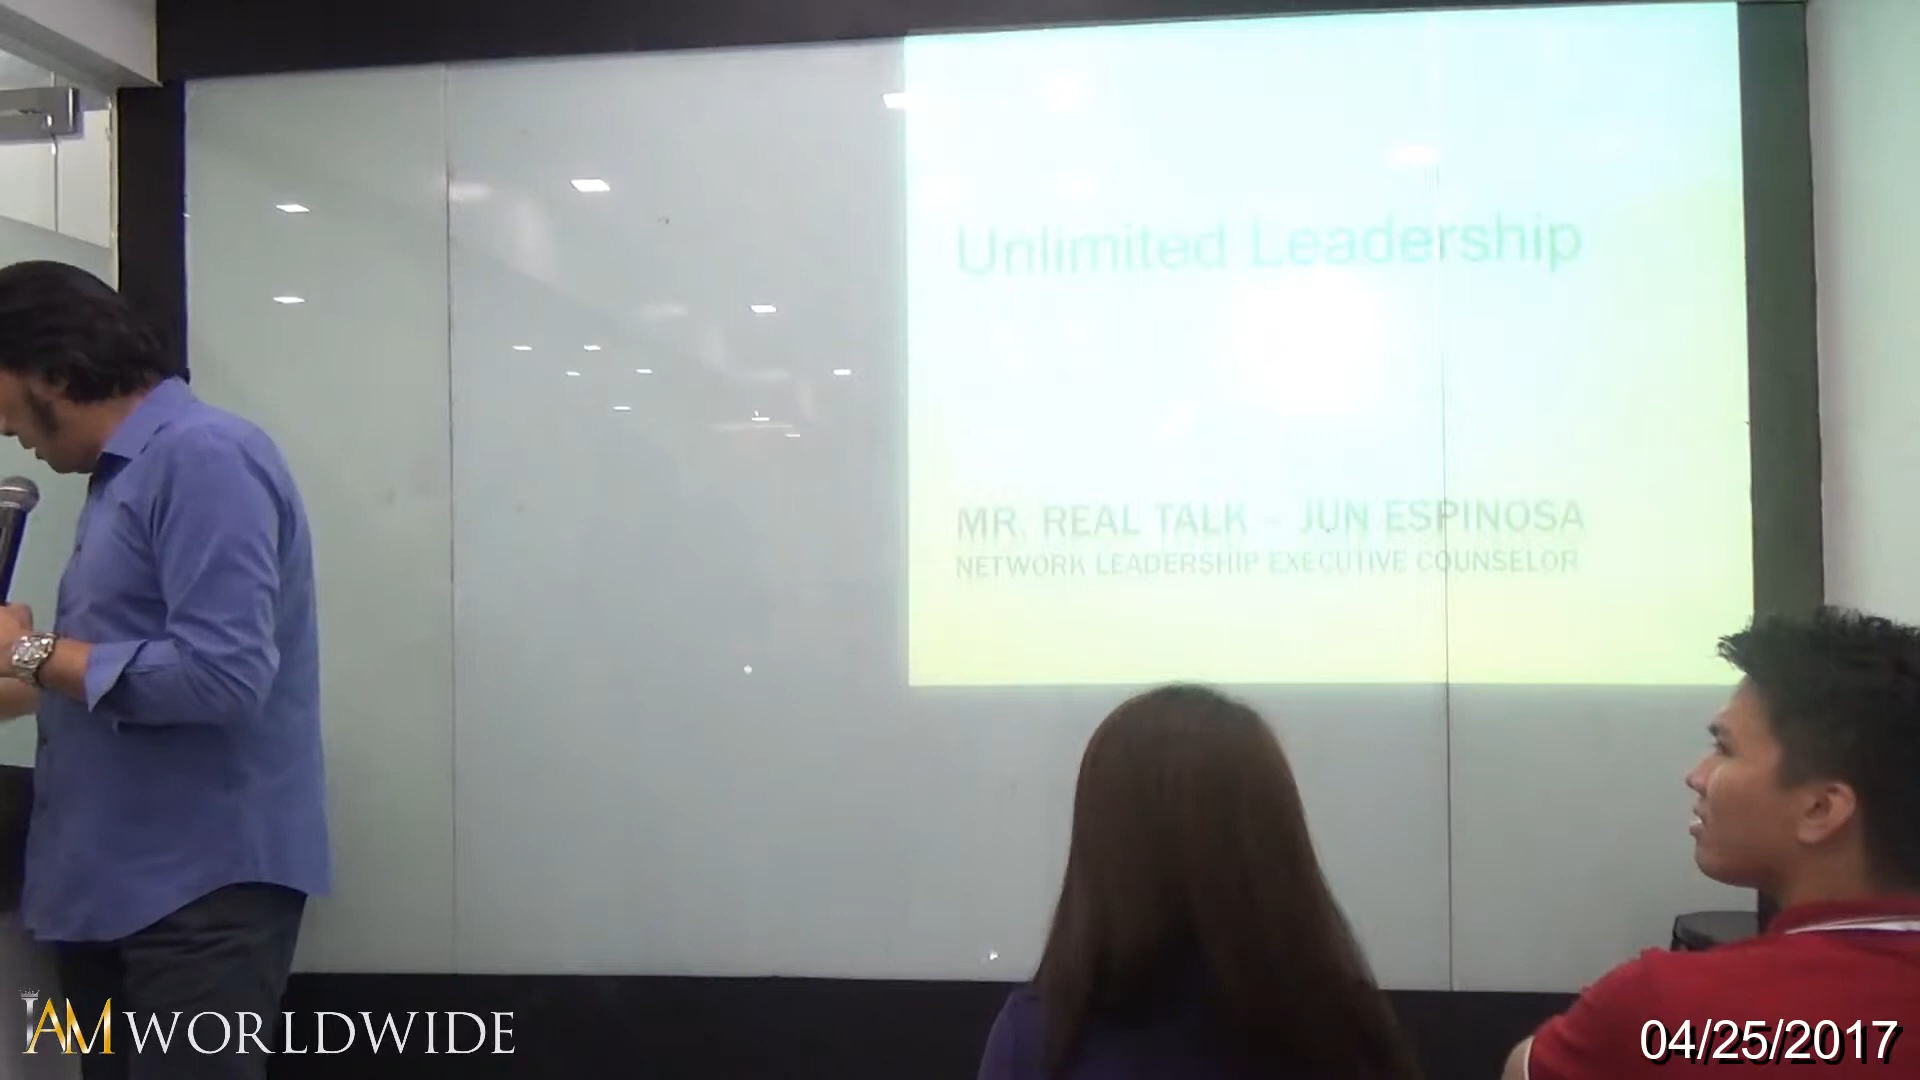 Unlimited Leadership
MR. REAL TALK – JUN ESPINOSA
NETWORK LEADERSHIP EXECUTIVE COUNSELOR
IAM WORLDWIDE
04/25/2017